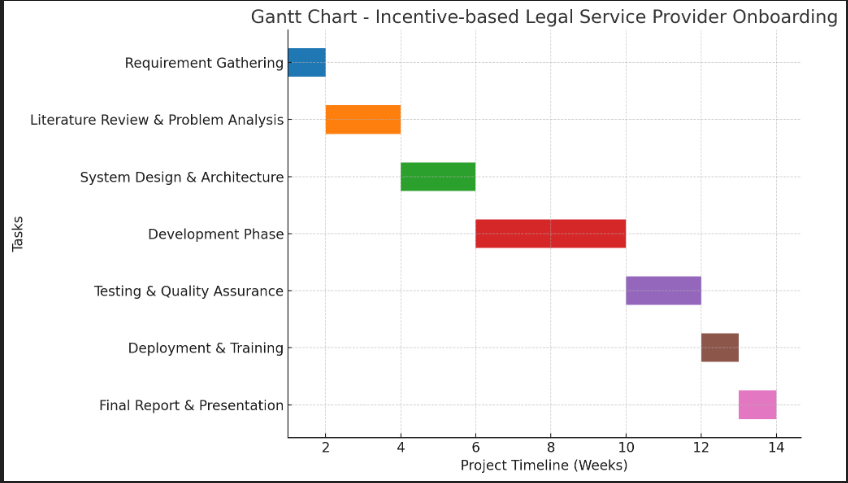 Gantt Chart - Incentive-based Legal Service Provider Onboarding
Tasks
Requirement Gathering
Literature Review & Problem Analysis
System Design & Architecture
Development Phase
Testing & Quality Assurance
Deployment & Training
Final Report & Presentation
2 4 6 8 10 12 14
Project Timeline (Weeks)